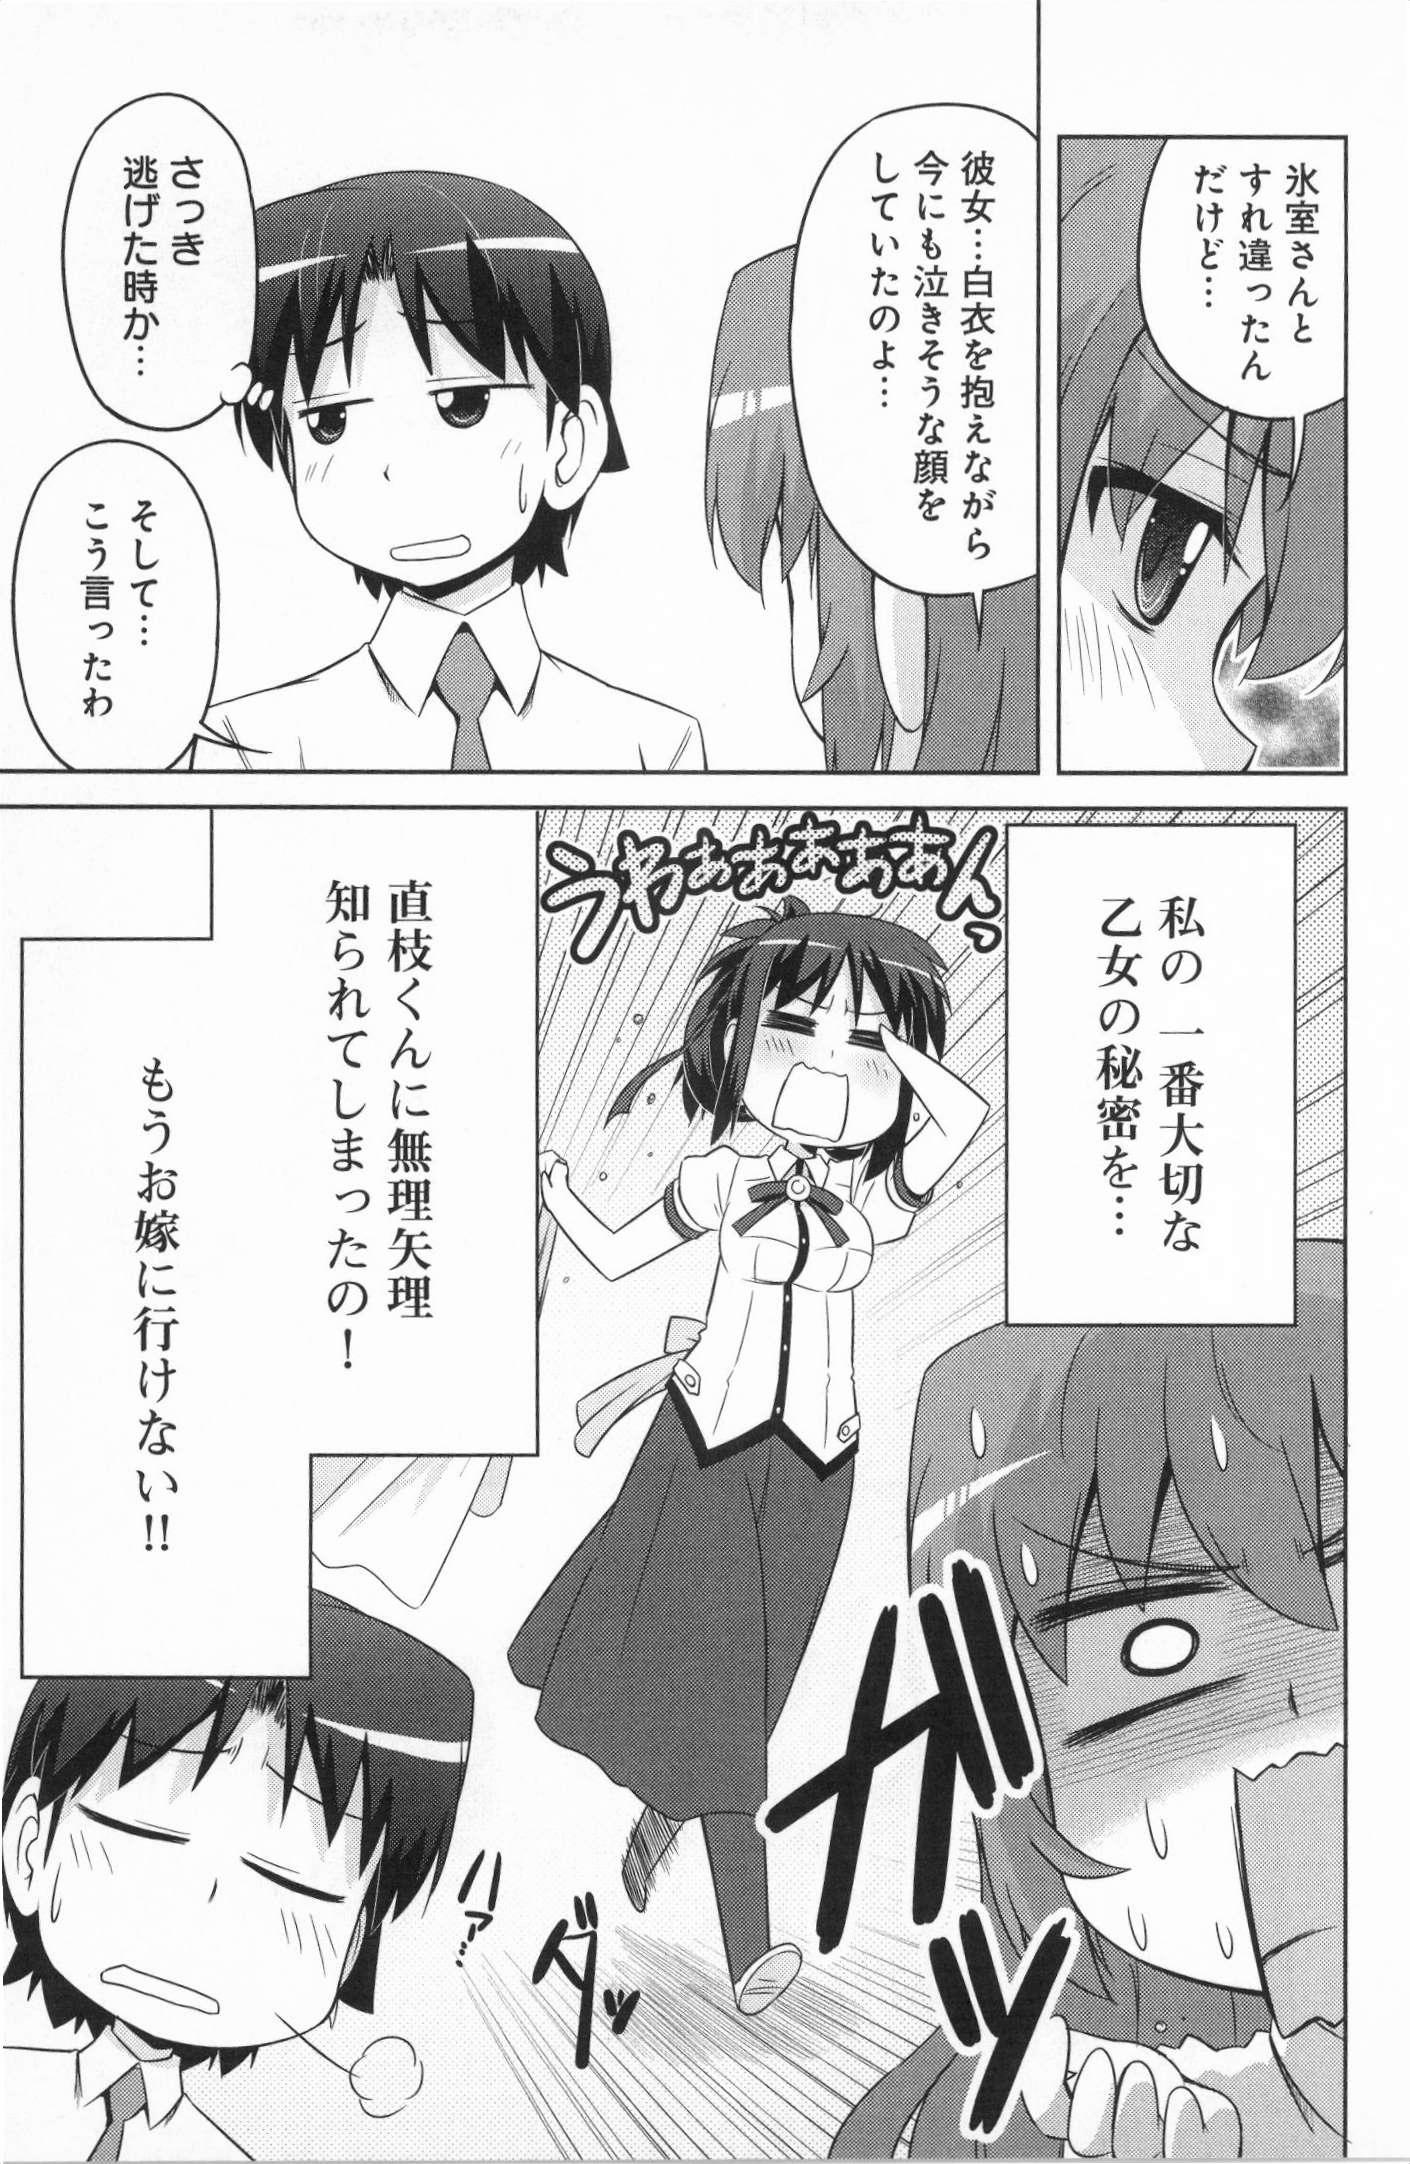 氷室さんと
すれ違ったん
だけど…
彼女…白衣を抱えながら
今にも泣きそうな顔を
していたのよ…
さっき
逃げた時か…
そして…
こう言ったわ
私の一番大切な
乙女の秘密を…
うわぁぁぁああんっ
直枝くんに無理矢理
知られてしまったの！
もうお嫁に行けない!!
ガガッ
ダッ
ハァ…